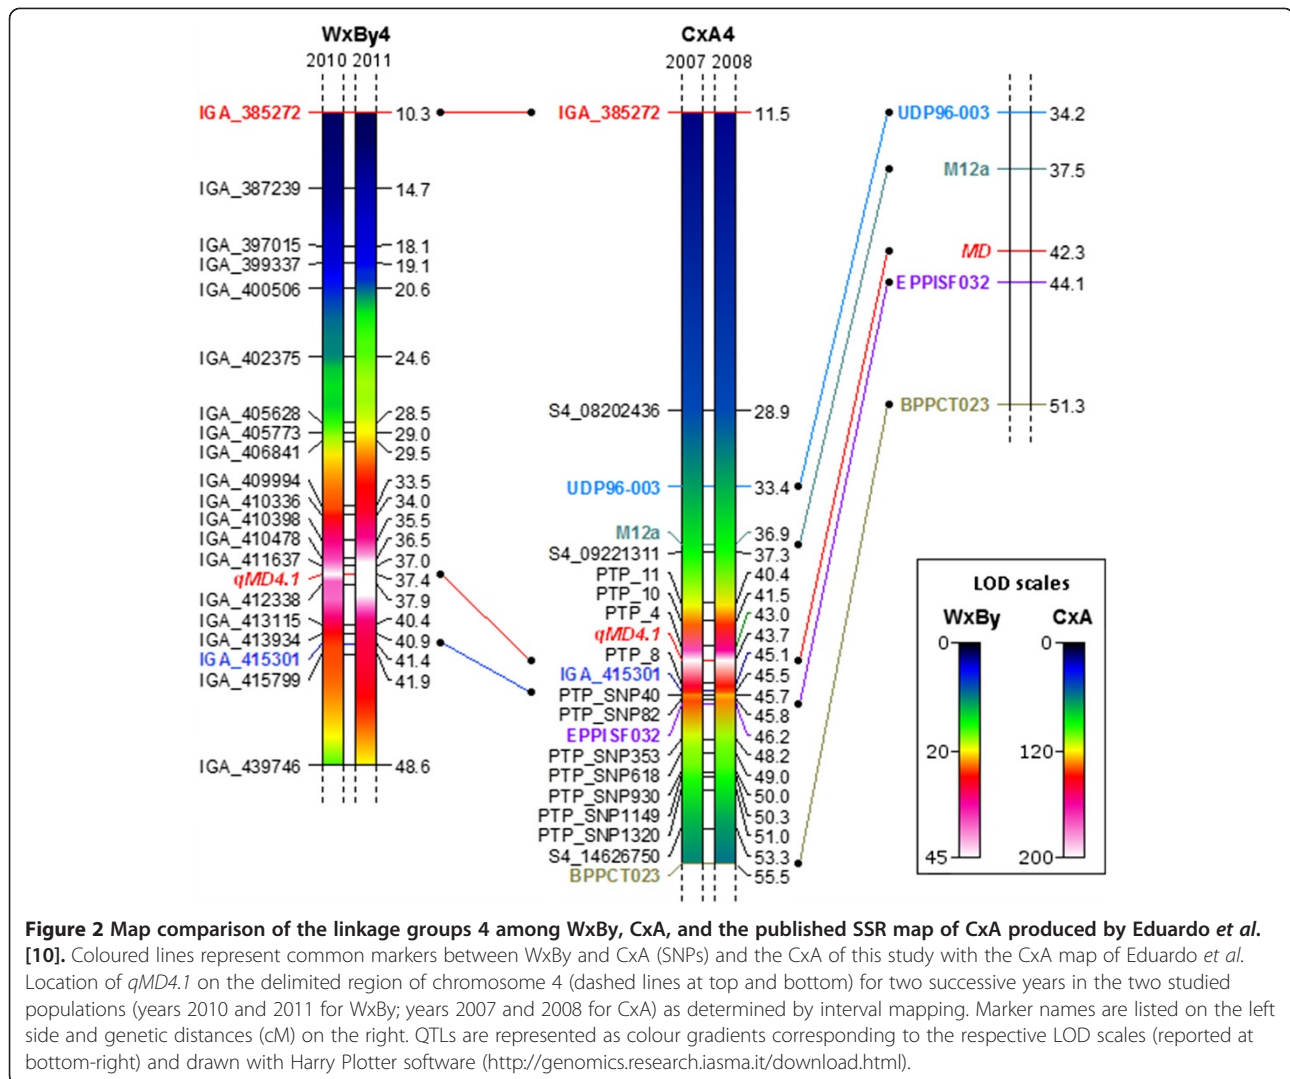 WxBy4
2010 2011
IGA_385272 10.3
IGA_387239 14.7
IGA_397015 18.1
IGA_399337 19.1
IGA_400506 20.6
IGA_402375 24.6
IGA_405628 28.5
IGA_405773 29.0
IGA_406841 29.5
IGA_409994 33.5
IGA_410336 34.0
IGA_410398 35.5
IGA_410478 36.5
IGA_411637 37.0
qMD4.1 37.4
IGA_412338 37.9
IGA_413115 40.4
IGA_413934 40.9
IGA_415301 41.4
IGA_415799 41.9
IGA_439746 48.6
CxA4
2007 2008
IGA_385272 11.5
S4_08202436 28.9
UDP96-003 33.4
M12a 36.9
S4_09221311 37.3
PTP_11 40.4
PTP_10 41.5
PTP_4 43.0
qMD4.1 43.7
PTP_8 45.1
IGA_415301 45.5
PTP_SNP40 45.7
PTP_SNP82 45.8
EPPISF032 46.2
PTP_SNP353 48.2
PTP_SNP618 49.0
PTP_SNP930 50.0
PTP_SNP1149 50.3
PTP_SNP1320 51.0
S4_14626750 53.3
BPPCT023 55.5
UDP96-003 34.2
M12a 37.5
MD 42.3
EPPISF032 44.1
BPPCT023 51.3
LOD scales
WxBy CxA
0 0
20 120
45 200
Figure 2 Map comparison of the linkage groups 4 among WxBy, CxA, and the published SSR map of CxA produced by Eduardo et al.
[10]. Coloured lines represent common markers between WxBy and CxA (SNPs) and the CxA of this study with the CxA map of Eduardo et al.
Location of qMD4.1 on the delimited region of chromosome 4 (dashed lines at top and bottom) for two successive years in the two studied
populations (years 2010 and 2011 for WxBy; years 2007 and 2008 for CxA) as determined by interval mapping. Marker names are listed on the left
side and genetic distances (cM) on the right. QTLs are represented as colour gradients corresponding to the respective LOD scales (reported at
bottom-right) and drawn with Harry Plotter software (http://genomics.research.iasma.it/download.html).